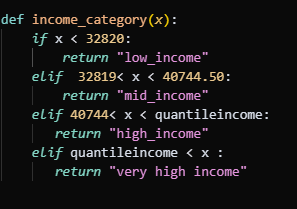 def income_category(x):
    if x < 32820:
        return "low_income"
    elif  32819< x < 40744.50:
        return "mid_income"
    elif 40744< x < quantileincome:
       return "high_income"
    elif quantileincome < x :
       return "very high income"